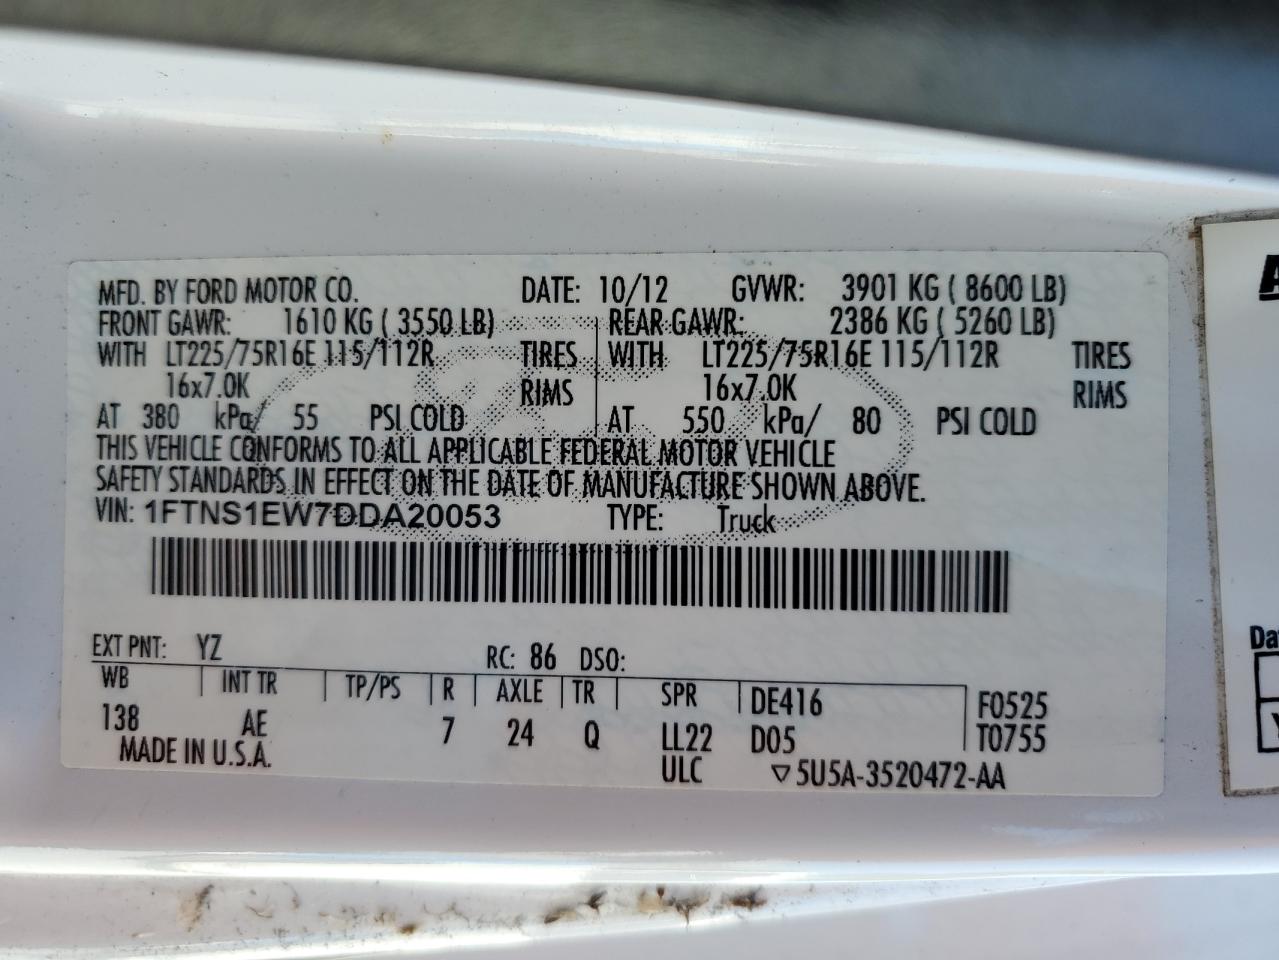 MFD. BY FORD MOTOR CO. DATE: 10/12 GVWR: 3901 KG ( 8600 LB)
FRONT GAWR: 1610 KG ( 3550 LB) REAR GAWR: 2386 KG ( 5260 LB)
WITH LT225/75R16E 115/112R TIRES WITH LT225/75R16E 115/112R TIRES
16x7.0K RIMS 16x7.0K RIMS
AT 380 kPa/ 55 PSI COLD AT 550 kPa/ 80 PSI COLD
THIS VEHICLE CONFORMS TO ALL APPLICABLE FEDERAL MOTOR VEHICLE
SAFETY STANDARDS IN EFFECT ON THE DATE OF MANUFACTURE SHOWN ABOVE.
VIN: 1FTNS1EW7DDA20053 TYPE: Truck
EXT PNT: YZ RC: 86 DSO:
WB INT TR TP/PS R AXLE TR SPR DE416 F0525
138 AE 7 24 Q LL22 D05 T0755
MADE IN U.S.A. ULC ▽5U5A-3520472-AA